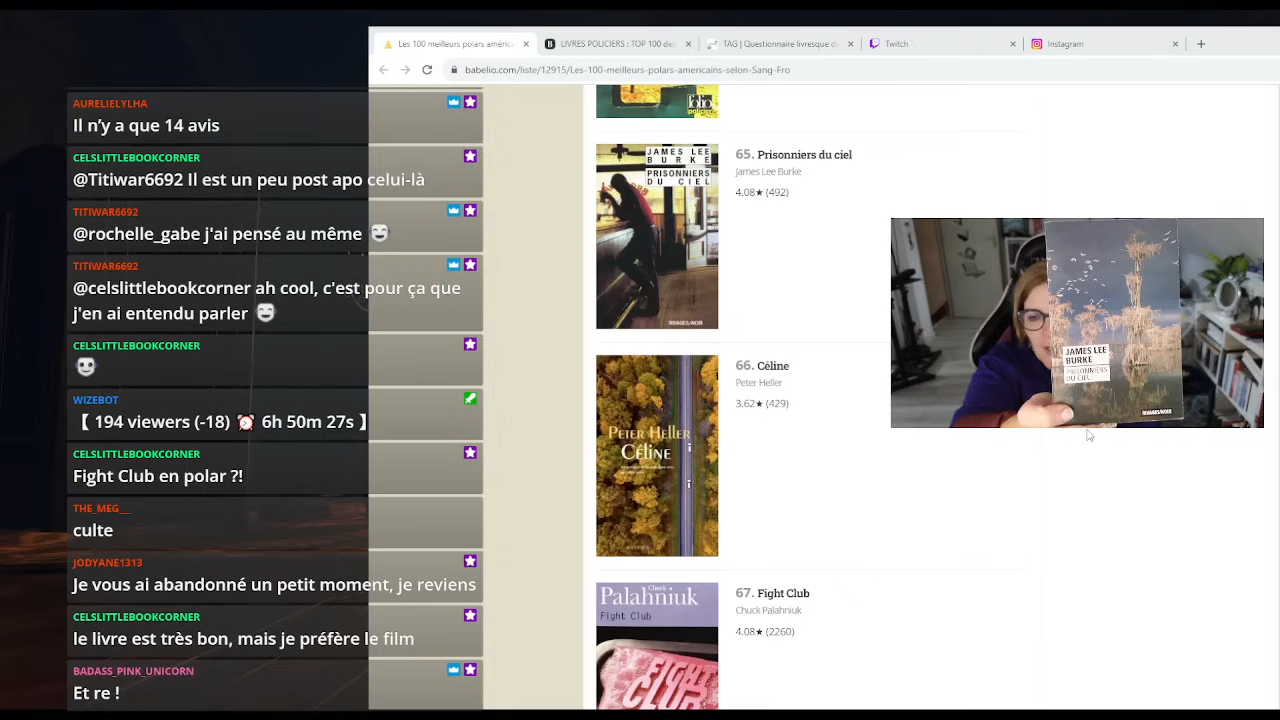 Les 100 meilleurs polars améric
LIVRES POLICIERS : TOP 100 de
TAG | Questionnaire livresque d
Twitch
Instagram
babelio.com/liste/12915/Les-100-meilleurs-polars-americains-selon-Sang-Fro
AURELIELYLHA
Il n'y a que 14 avis
CELSLITTLEBOOKCORNER
@Titiwar6692 Il est un peu post apo celui-là
TITIWAR6692
@rochelle_gabe j'ai pensé au même
TITIWAR6692
@celslittlebookcorner ah cool, c'est pour ça que
j'en ai entendu parler
CELSLITTLEBOOKCORNER
WIZEBOT
【 194 viewers (-18) ⏰ 6h 50m 27s 】
CELSLITTLEBOOKCORNER
Fight Club en polar ?!
THE_MEG__
culte
JODYANE1313
Je vous ai abandonné un petit moment, je reviens
CELSLITTLEBOOKCORNER
le livre est très bon, mais je préfère le film
BADASS_PINK_UNICORN
Et re !
folio
policier
JAMES LEE
BURKE
PRISONNIERS
DU CIEL
RIVAGES/NOIR
65. Prisonniers du ciel
James Lee Burke
4.08★ (492)
JAMES LEE
BURKE
PRISONNIERS
DU CIEL
RIVAGES/NOIR
PETER HELLER
CÉLINE
66. Céline
Peter Heller
3.62★ (429)
Chuck
Palahniuk
Fight Club
FIGHT
CLUB
67. Fight Club
Chuck Palahniuk
4.08★ (2260)